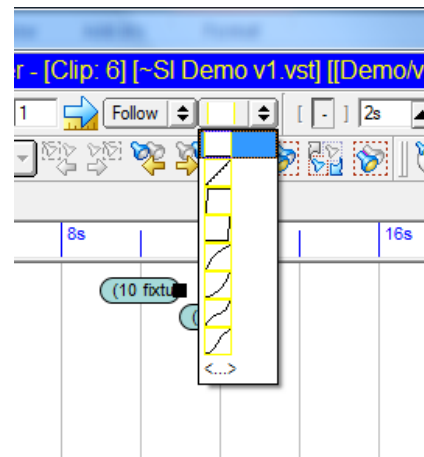 r - [Clip: 6] [~SI Demo v1.vst] [[Demo/v
1 Follow [ - ] 2s
8s 16s
(10 fixtu
(
<...>